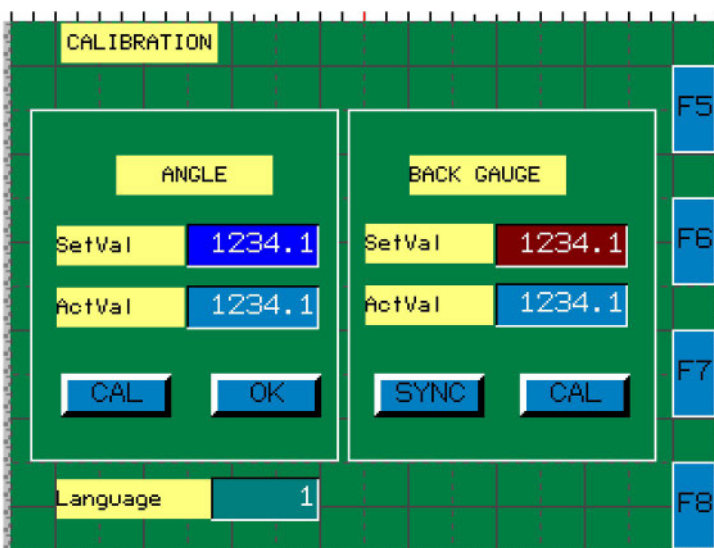 CALIBRATION
F5
ANGLE
BACK GAUGE
SetVal 1234.1
SetVal 1234.1
F6
ActVal 1234.1
ActVal 1234.1
CAL
OK
SYNC
CAL
F7
Language 1
F8